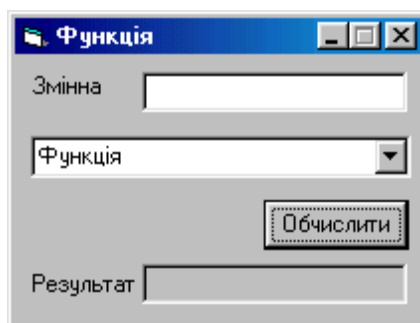 Функція
Змінна
Функція
Обчислити
Результат